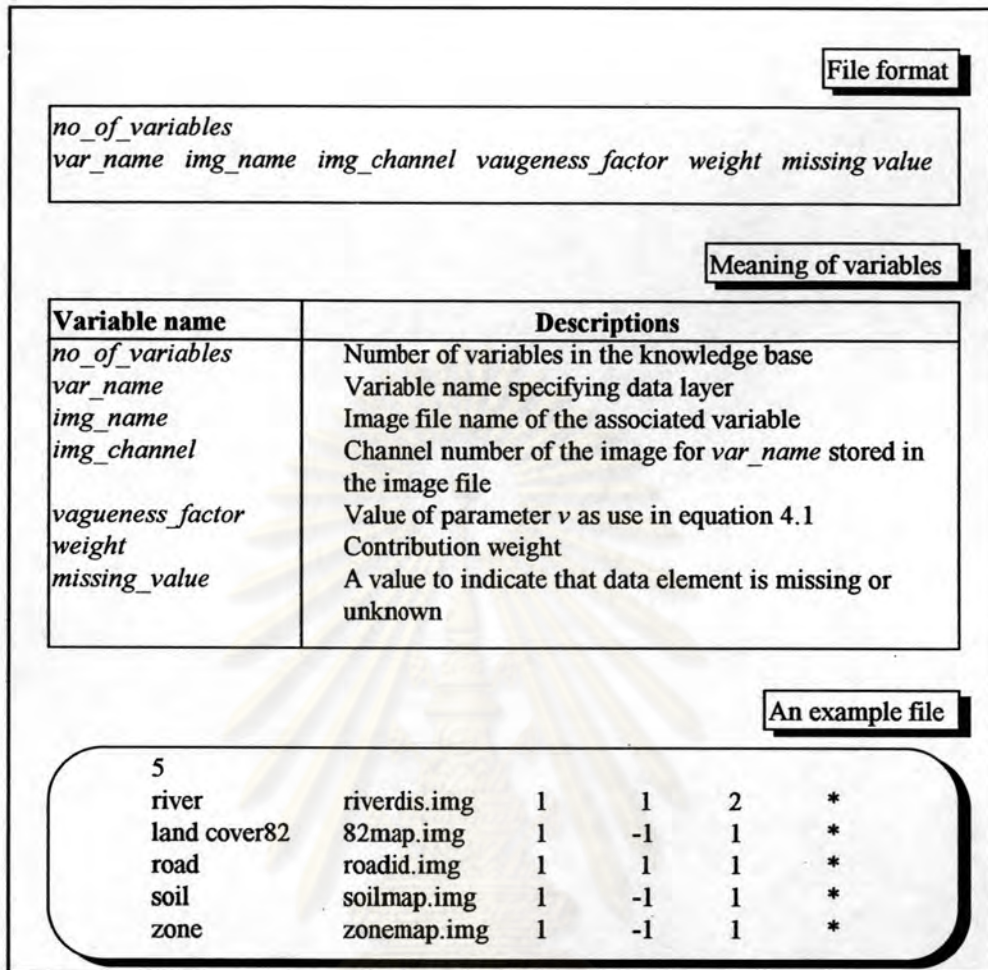 File format
no_of_variables
var_name img_name img_channel vaugeness_factor weight missing value
Meaning of variables
Variable name Descriptions
no_of_variables Number of variables in the knowledge base
var_name Variable name specifying data layer
img_name Image file name of the associated variable
img_channel Channel number of the image for var_name stored in
the image file
vagueness_factor Value of parameter v as use in equation 4.1
weight Contribution weight
missing_value A value to indicate that data element is missing or
unknown
An example file
5
river riverdis.img 1 1 2 *
land cover82 82map.img 1 -1 1 *
road roadid.img 1 1 1 *
soil soilmap.img 1 -1 1 *
zone zonemap.img 1 -1 1 *